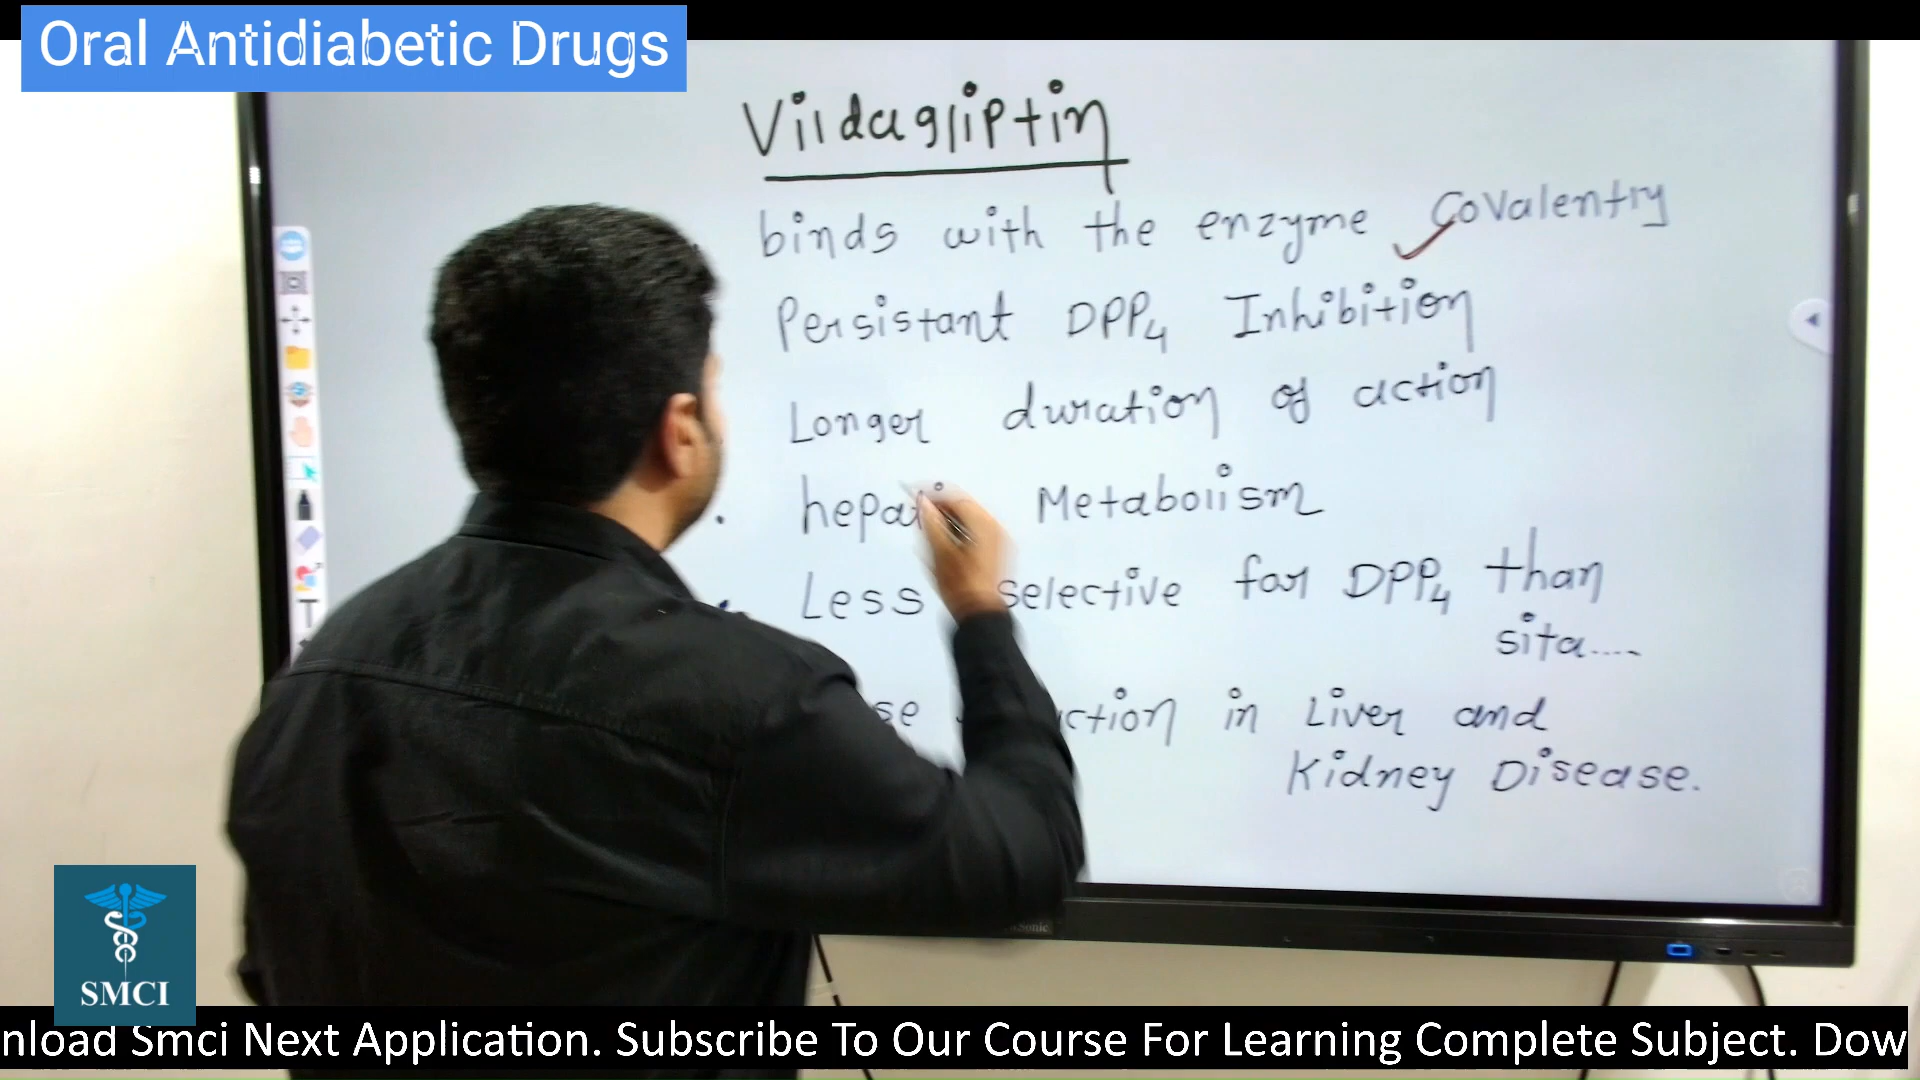 Oral Antidiabetic Drugs
Vildagliptin
binds with the enzyme Covalently
Persistant DPP4 Inhibition
Longer duration of action
Metabolism
Less selective for DPP4 than
sita....
in Liver and
Kidney Disease.
SMCI
nload Smci Next Application. Subscribe To Our Course For Learning Complete Subject. Dow